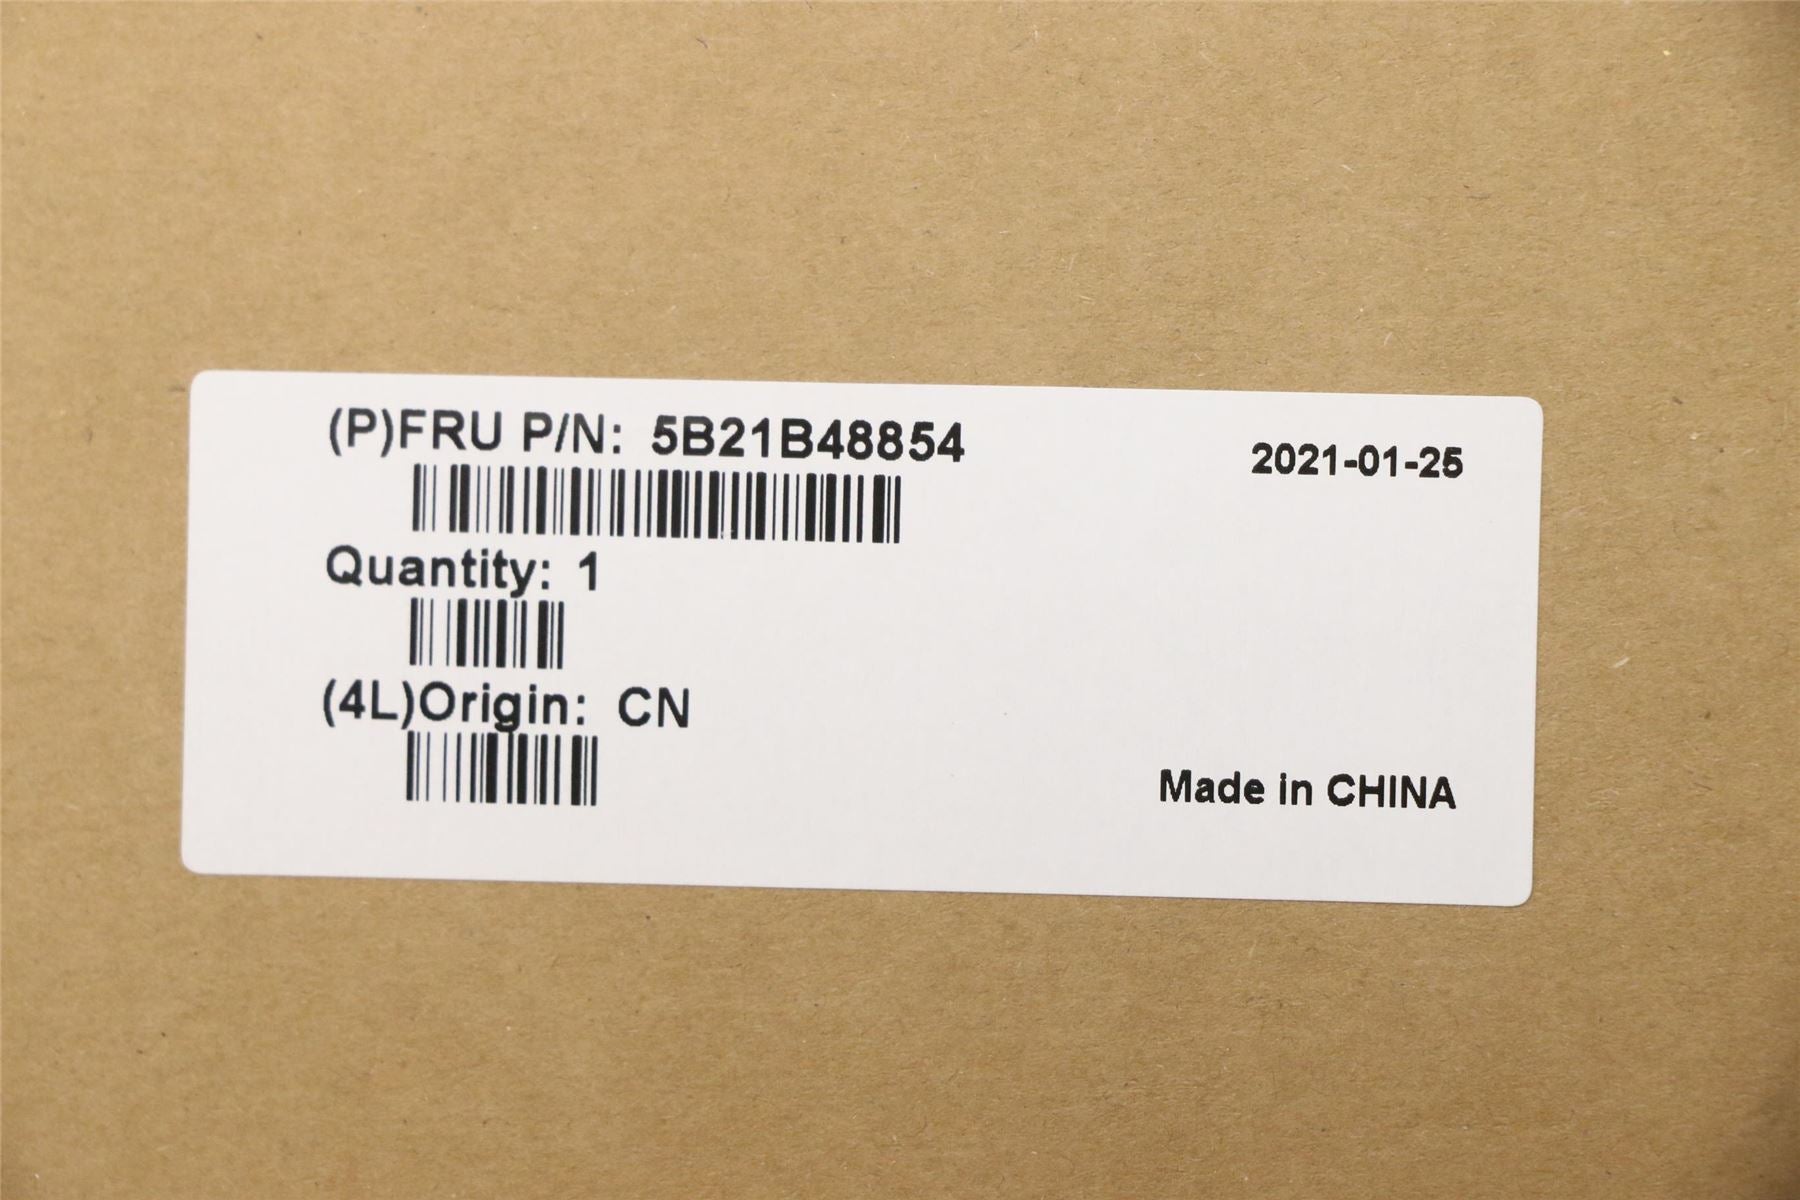 (P)FRU P/N: 5B21B48854
2021-01-25
Quantity: 1
(4L)Origin: CN
Made in CHINA